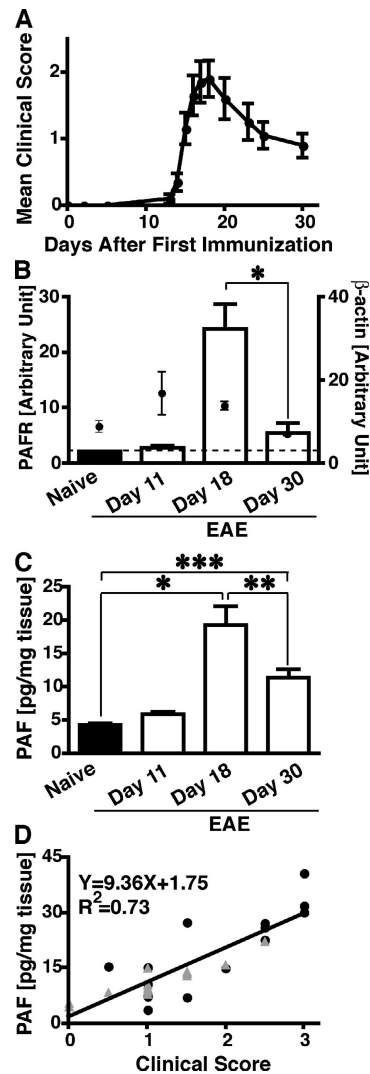 A
Mean Clinical Score
2
1
0
0 10 20 30
Days After First Immunization
B
PAFR [Arbitrary Unit]
β-actin [Arbitrary Unit]
*
30 40
20
20
10
0 0
Naive Day 11 Day 18 Day 30
EAE
C
PAF [pg/mg tissue]
***
* **
25
20
15
10
5
0
Naive Day 11 Day 18 Day 30
EAE
D
PAF [pg/mg tissue]
45
Y=9.36X+1.75
R2=0.73
30
15
0
0 1 2 3
Clinical Score